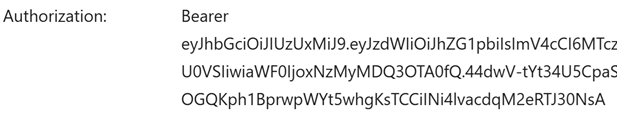 Authorization: Bearer
eyJhbGciOiJIUzUxMiJ9.eyJzdWIiOiJhZG1pbiIsImV4cCI6MTcz
U0VSIiwiaWF0IjoxNzMyMDQ3OTA0fQ.44dwV-tYt34U5CpaS
OGQKph1BprwpWYt5whgKsTCCiINi4lvacdqM2eRTJ30NsA